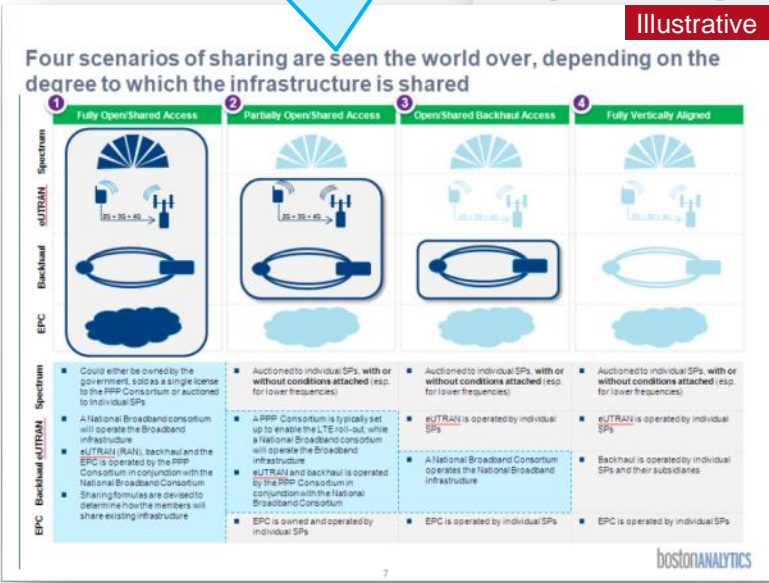 Illustrative
Four scenarios of sharing are seen the world over, depending on the
degree to which the infrastructure is shared
1
Fully Open/Shared Access
2
Partially Open/Shared Access
3
Open/Shared Backhaul Access
4
Fully Vertically Aligned
Spectrum
eUTRAN
2G + 3G + 4G
2G + 3G + 4G
2G + 3G + 4G
2G + 3G + 4G
Backhaul
EPC
Spectrum
Could either be owned by the
government, sold as a single license
to the PPP Consortium or auctioned
to Individual SPs
Auctioned to individual SPs, with or
without conditions attached (esp.
for lower frequencies)
Auctioned to individual SPs, with or
without conditions attached (esp.
for lower frequencies)
Auctioned to individual SPs, with or
without conditions attached (esp.
for lower frequencies)
Backhaul eUTRAN
A National Broadband consortium
will operate the Broadband
infrastructure
eUTRAN (RAN), backhaul and the
EPC is operated by the PPP
Consortium in conjunction with the
National Broadband Consortium
Sharing formulas are devised to
determine how the members will
share existing infrastructure
A PPP Consortium is typically set
up to enable the LTE roll-out, while
a National Broadband consortium
will operate the Broadband
infrastructure
eUTRAN and backhaul is operated
by the PPP Consortium in
conjunction with the National
Broadband Consortium
eUTRAN is operated by individual
SPs
A National Broadband Consortium
operates the National Broadband
infrastructure
eUTRAN is operated by individual
SPs
Backhaul is operated by individual
SPs and their subsidiaries
EPC
EPC is owned and operated by
individual SPs
EPC is operated by individual SPs
EPC is operated by individual SPs
7
bostonANALYTICS